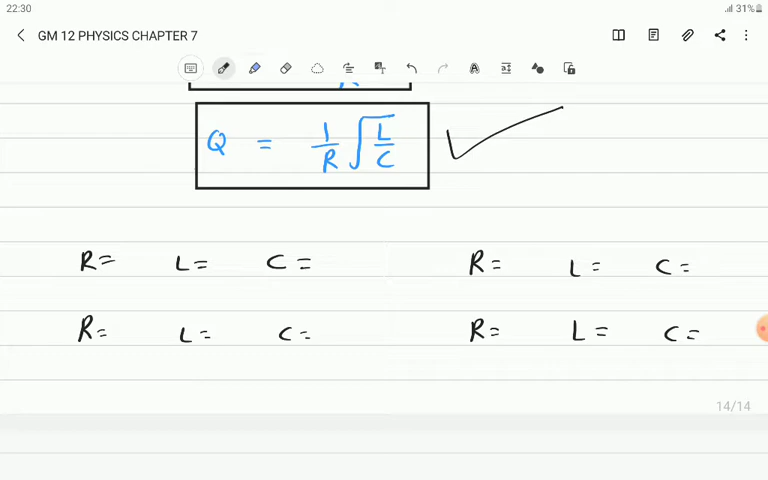 22:30 31%
GM 12 PHYSICS CHAPTER 7
Q = 1/R √(L/C)
R= L= C= R= L= C=
R= L= C= R= L= C=
14/14